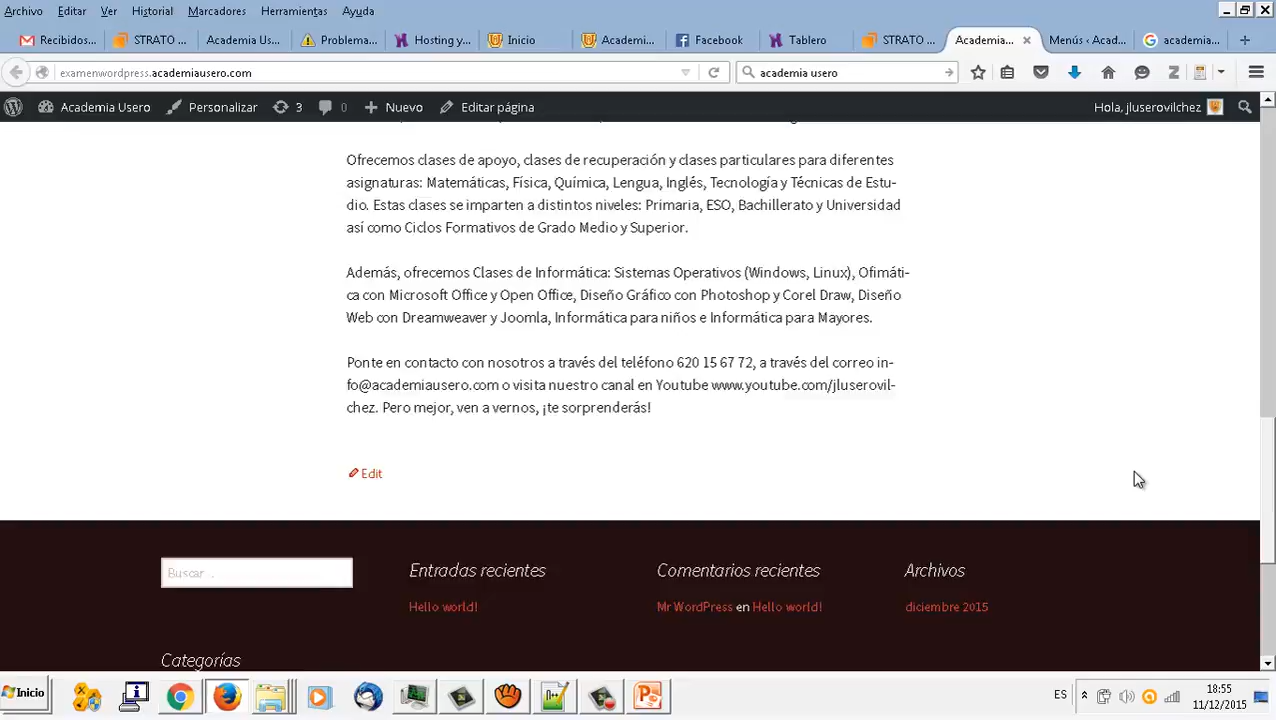 Archivo Editar Ver Historial Marcadores Herramientas Ayuda
Recibidos... STRATO ... Academia Us... Problema... Hosting y... Inicio Academi... Facebook Tablero STRATO ... Academia... Menús ‹ Acad... academia...
examenwordpress.academiausero.com academia usero
Academia Usero Personalizar 3 0 Nuevo Editar página Hola, jluserovilchez
Ofrecemos clases de apoyo, clases de recuperación y clases particulares para diferentes
asignaturas: Matemáticas, Física, Química, Lengua, Inglés, Tecnología y Técnicas de Estu-
dio. Estas clases se imparten a distintos niveles: Primaria, ESO, Bachillerato y Universidad
así como Ciclos Formativos de Grado Medio y Superior.
Además, ofrecemos Clases de Informática: Sistemas Operativos (Windows, Linux), Ofimáti-
ca con Microsoft Office y Open Office, Diseño Gráfico con Photoshop y Corel Draw, Diseño
Web con Dreamweaver y Joomla, Informática para niños e Informática para Mayores.
Ponte en contacto con nosotros a través del teléfono 620 15 67 72, a través del correo in-
fo@academiausero.com o visita nuestro canal en Youtube www.youtube.com/jluserovil-
chez. Pero mejor, ven a vernos, ¡te sorprenderás!
Edit
Buscar ... Entradas recientes Comentarios recientes Archivos
Hello world! Mr WordPress en Hello world! diciembre 2015
Categorías
Inicio ES 18:55
11/12/2015